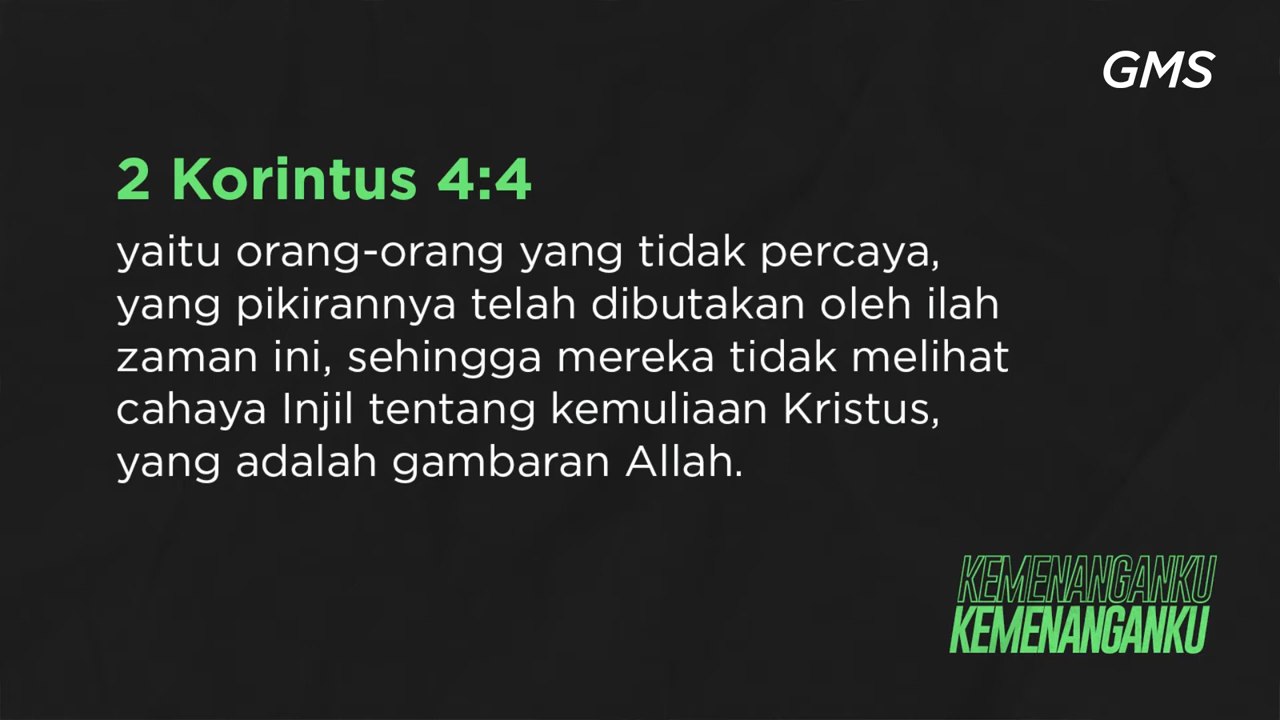 GMS
2 Korintus 4:4
yaitu orang-orang yang tidak percaya,
yang pikirannya telah dibutakan oleh ilah
zaman ini, sehingga mereka tidak melihat
cahaya Injil tentang kemuliaan Kristus,
yang adalah gambaran Allah.
KEMENANGANKU
KEMENANGANKU